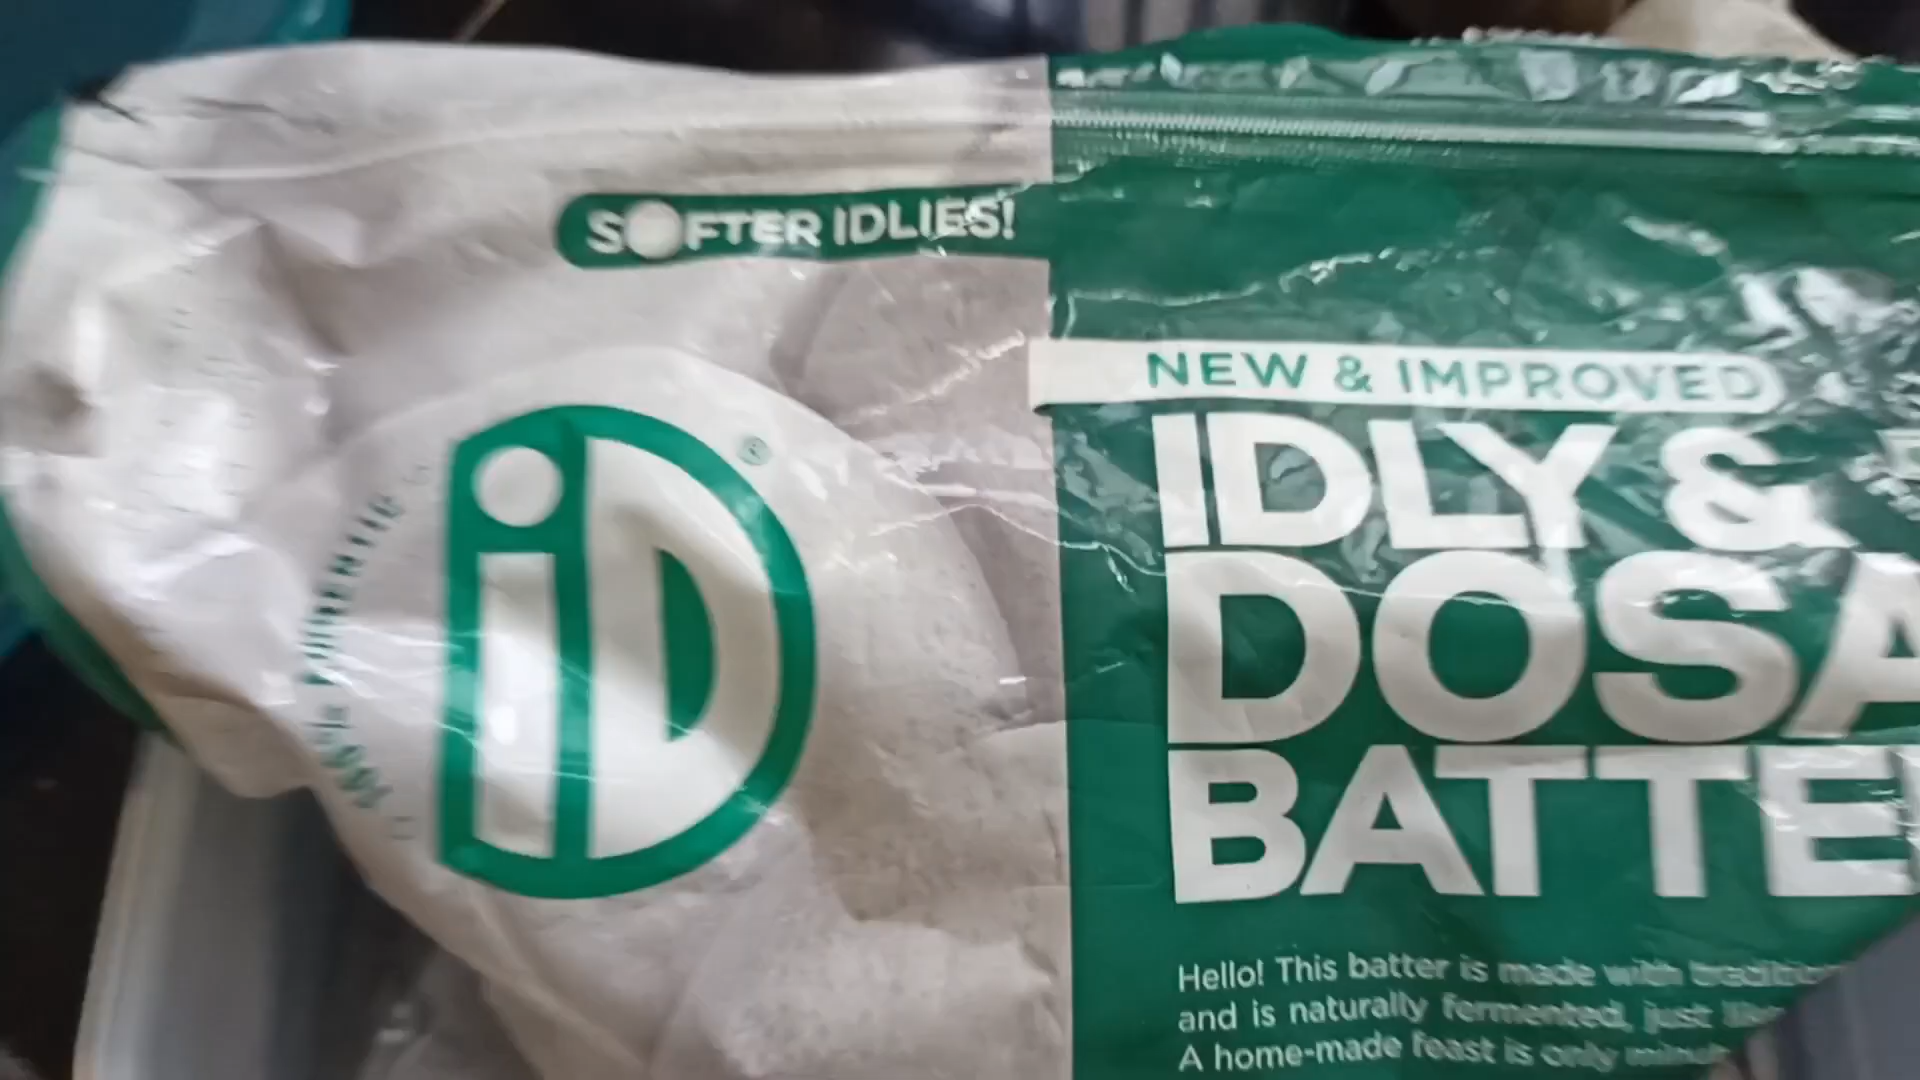 SOFTER IDLIES!
iD
®
NEW & IMPROVED
IDLY &
DOSA
BATTE
Hello! This batter is made with
and is naturally fermented, just
A home-made feast is only